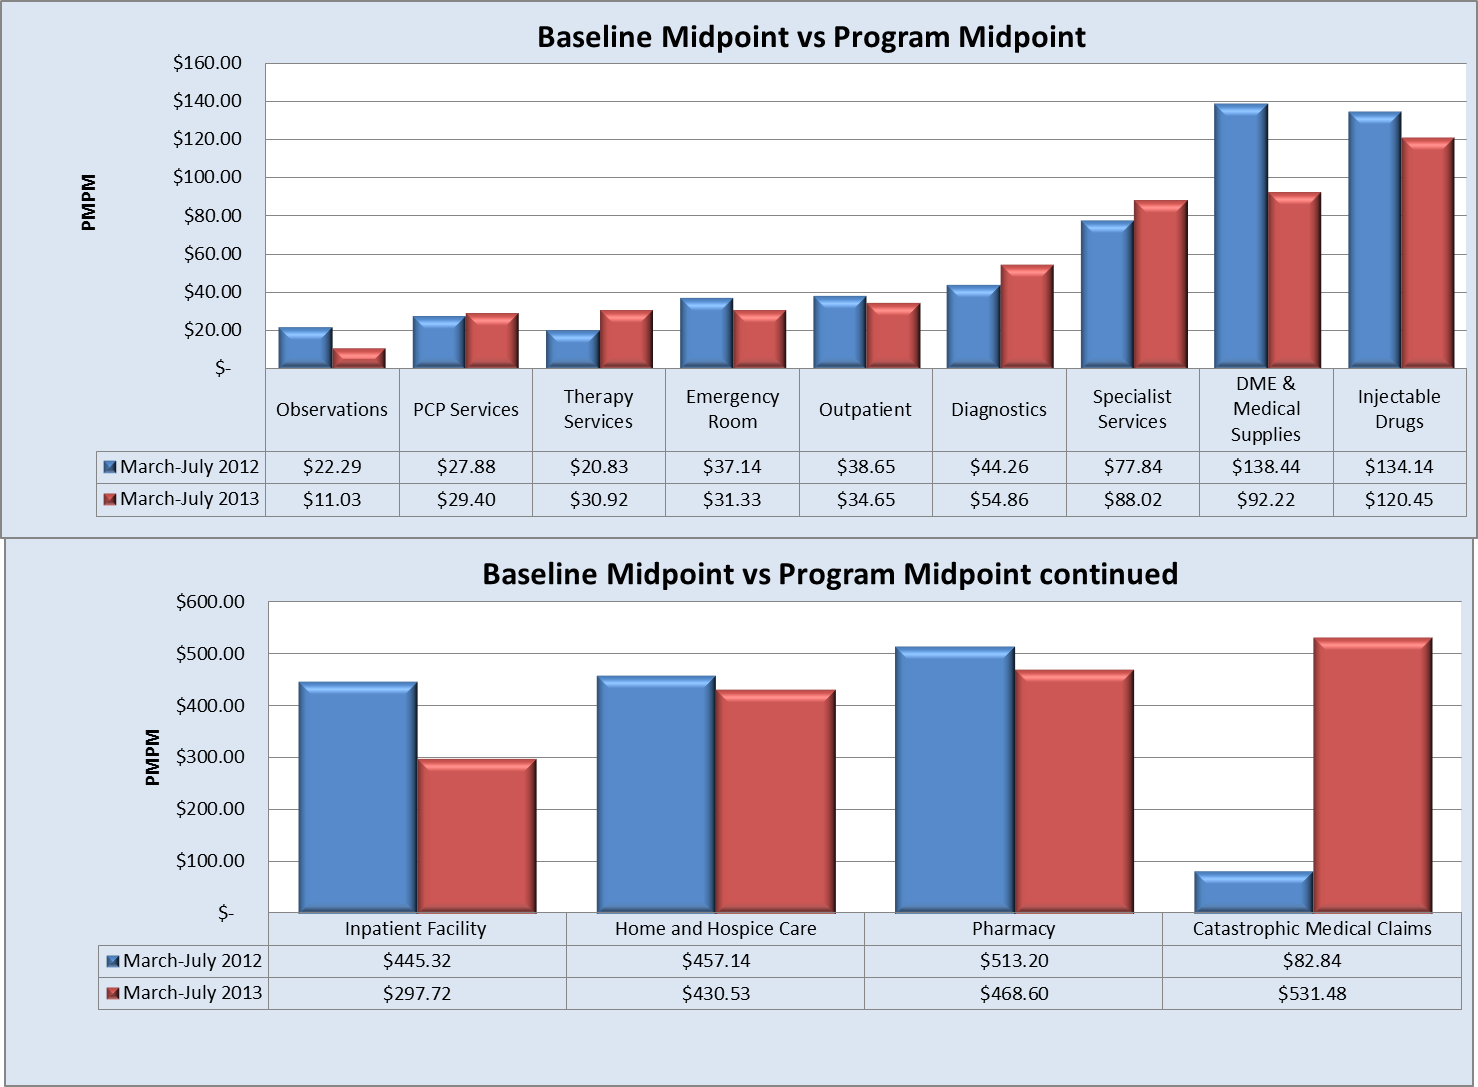 Baseline Midpoint vs Program Midpoint
$160.00
$140.00
$120.00
$100.00
$80.00
$60.00
$40.00
$20.00
$-
PMPM
Observations PCP Services Therapy Services Emergency Room Outpatient Diagnostics Specialist Services DME & Medical Supplies Injectable Drugs
March-July 2012 $22.29 $27.88 $20.83 $37.14 $38.65 $44.26 $77.84 $138.44 $134.14
March-July 2013 $11.03 $29.40 $30.92 $31.33 $34.65 $54.86 $88.02 $92.22 $120.45
Baseline Midpoint vs Program Midpoint continued
$600.00
$500.00
$400.00
$300.00
$200.00
$100.00
$-
PMPM
Inpatient Facility Home and Hospice Care Pharmacy Catastrophic Medical Claims
March-July 2012 $445.32 $457.14 $513.20 $82.84
March-July 2013 $297.72 $430.53 $468.60 $531.48